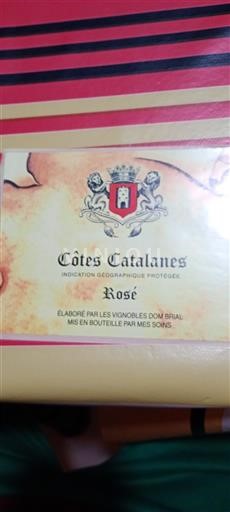 Côtes Catalanes
INDICATION GÉOGRAPHIQUE PROTÉGÉE
Rosé
ÉLABORÉ PAR LES VIGNOBLES DOM BRIAL
MIS EN BOUTEILLE PAR MES SOINS